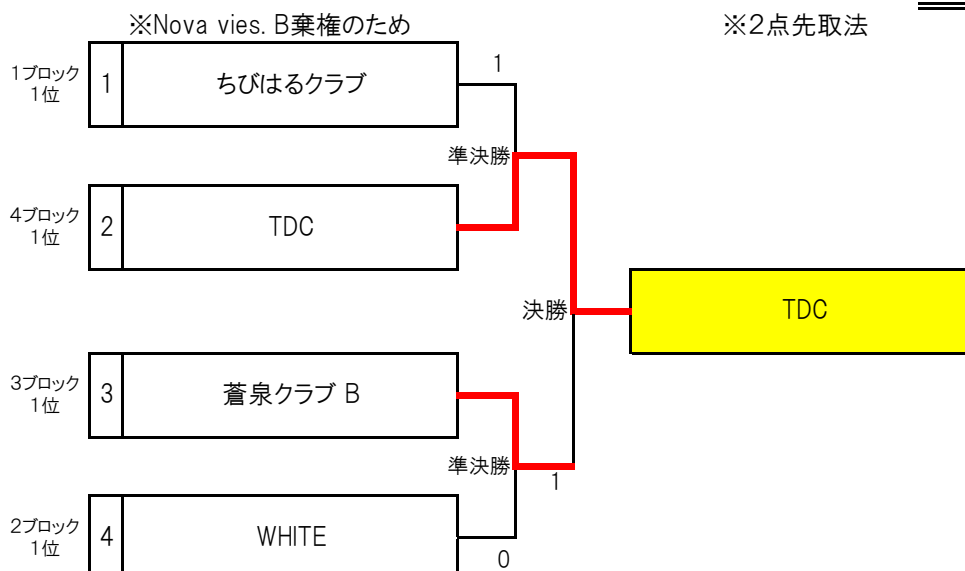 ※Nova vies. B棄権のため
※2点先取法
1ブロック
1位
1
ちびはるクラブ
1
準決勝
4ブロック
1位
2
TDC
決勝
TDC
3ブロック
1位
3
蒼泉クラブ B
準決勝
1
2ブロック
1位
4
WHITE
0